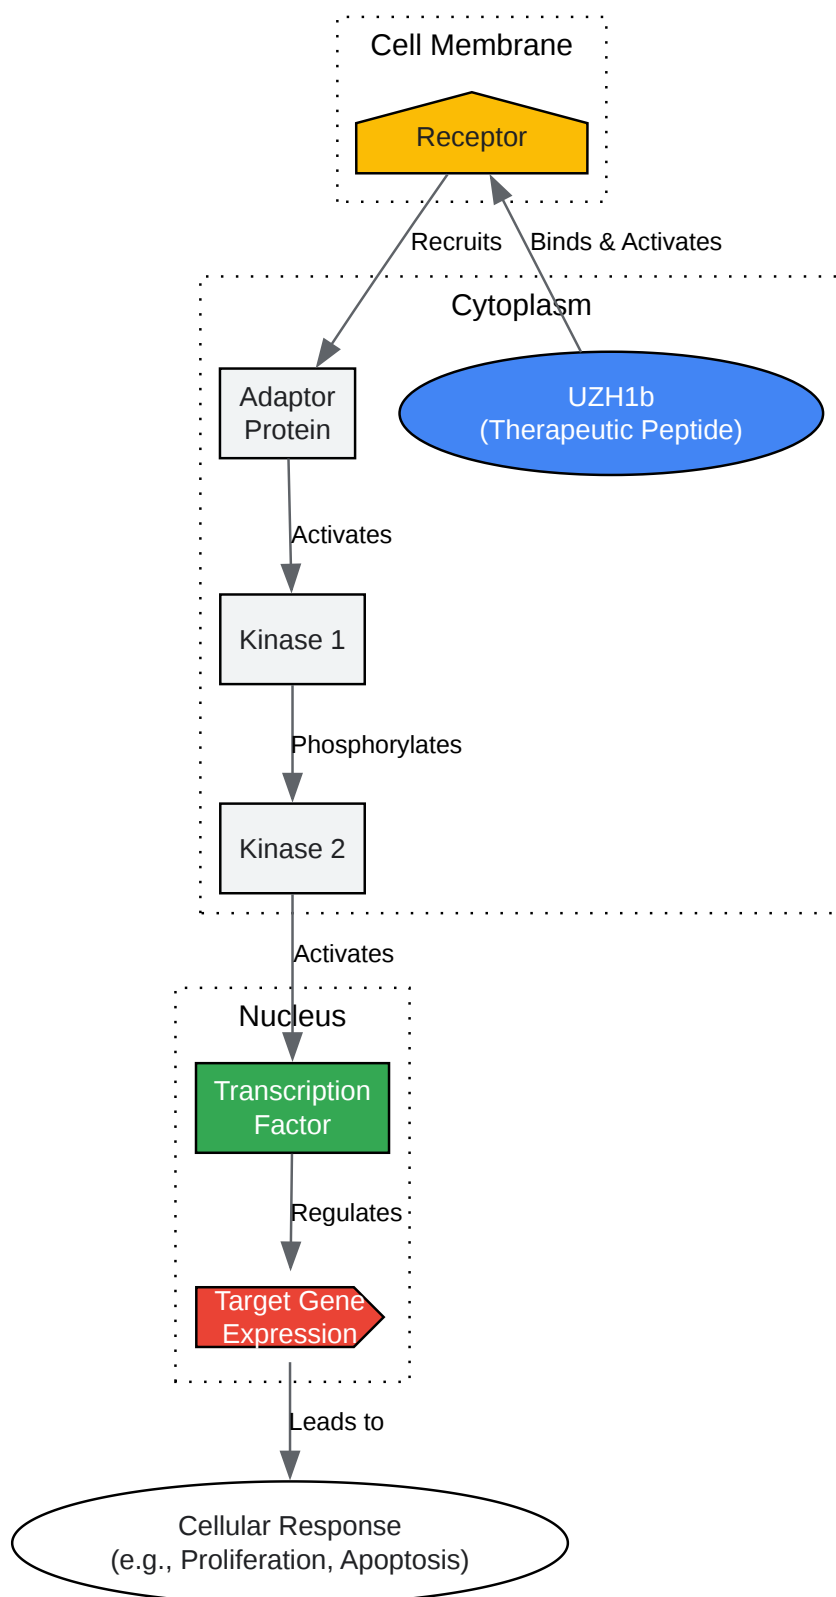 Cell Membrane
Receptor
Recruits
Binds & Activates
Cytoplasm
Adaptor
Protein
UZH1b
(Therapeutic Peptide)
Activates
Kinase 1
Phosphorylates
Kinase 2
Activates
Nucleus
Transcription
Factor
Regulates
Target Gene
Expression
Leads to
Cellular Response
(e.g., Proliferation, Apoptosis)